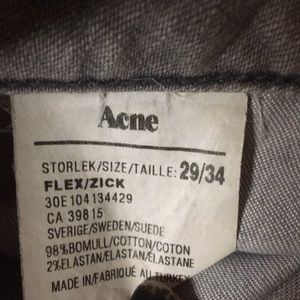 Acne
STORLEK/SIZE/TAILLE: 29/34
FLEX/ZICK
30E104134429
CA 39815
SVERIGE/SWEDEN/SUEDE
98%BOMULL/COTTON/COTON
2%ELASTAN/ELASTAN/ELASTANE
MADE IN/FABRIQUÉ AU TURKEY